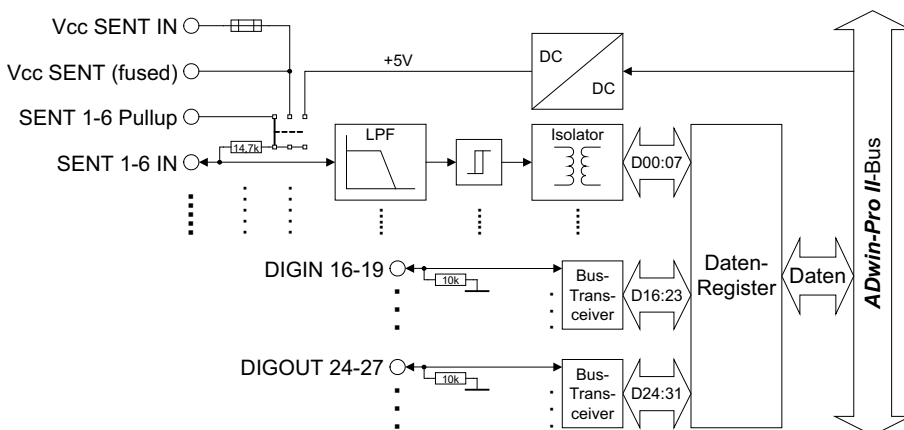 Vcc SENT IN
Vcc SENT (fused)
+5V
DC
DC
SENT 1-6 Pullup
14,7k
SENT 1-6 IN
LPF
Isolator
D00:07
DIGIN 16-19
10k
Bus-
Trans-
ceiver
D16:23
Daten-
Register
Daten
ADwin-Pro II-Bus
DIGOUT 24-27
10k
Bus-
Trans-
ceiver
D24:31